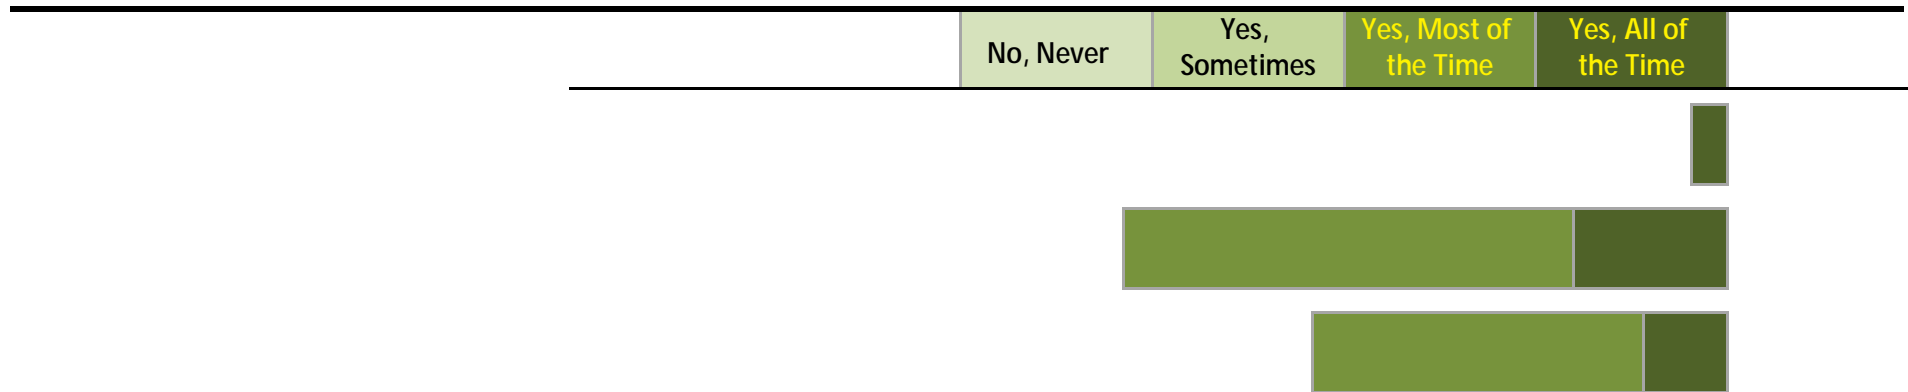 No, Never
Yes,
Sometimes
Yes, Most of
the Time
Yes, All of
the Time